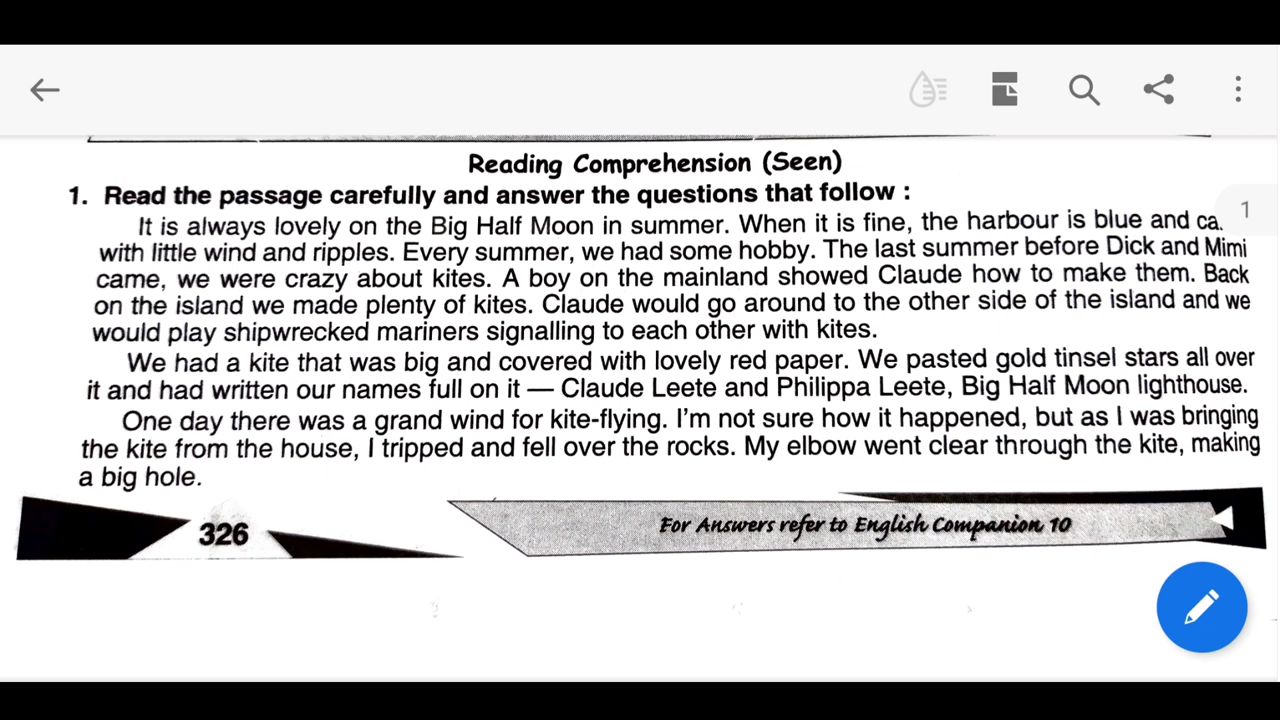 1
Reading Comprehension (Seen)
1. Read the passage carefully and answer the questions that follow :
It is always lovely on the Big Half Moon in summer. When it is fine, the harbour is blue and
with little wind and ripples. Every summer, we had some hobby. The last summer before Dick and Mimi
came, we were crazy about kites. A boy on the mainland showed Claude how to make them. Back
on the island we made plenty of kites. Claude would go around to the other side of the island and we
would play shipwrecked mariners signalling to each other with kites.
We had a kite that was big and covered with lovely red paper. We pasted gold tinsel stars all over
it and had written our names full on it — Claude Leete and Philippa Leete, Big Half Moon lighthouse.
One day there was a grand wind for kite-flying. I'm not sure how it happened, but as I was bringing
the kite from the house, I tripped and fell over the rocks. My elbow went clear through the kite, making
a big hole.
326
For Answers refer to English Companion 10